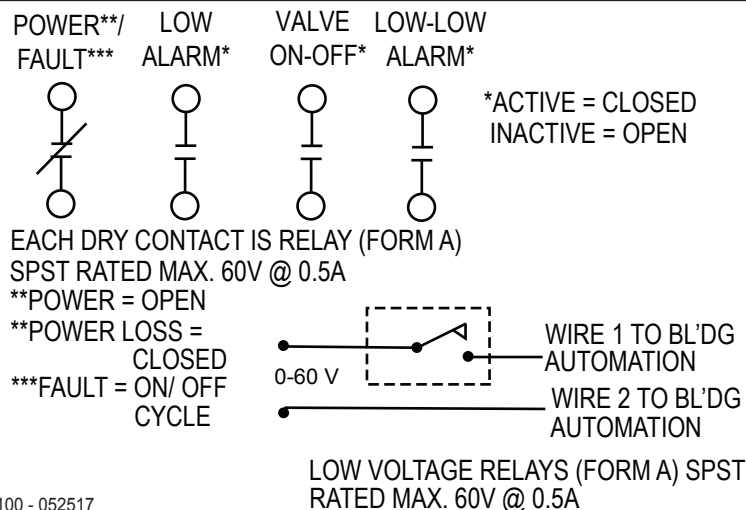 POWER**/ LOW VALVE LOW-LOW
FAULT*** ALARM* ON-OFF* ALARM*
*ACTIVE = CLOSED
INACTIVE = OPEN
EACH DRY CONTACT IS RELAY (FORM A)
SPST RATED MAX. 60V @ 0.5A
**POWER = OPEN
**POWER LOSS =
CLOSED
***FAULT = ON/ OFF
CYCLE
0-60 V
WIRE 1 TO BL'DG
AUTOMATION
WIRE 2 TO BL'DG
AUTOMATION
LOW VOLTAGE RELAYS (FORM A) SPST
RATED MAX. 60V @ 0.5A
100 - 052517